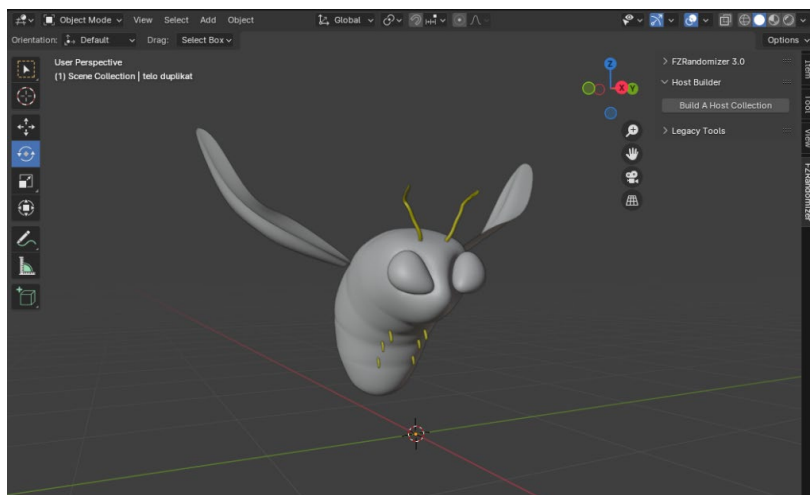 Object Mode View Select Add Object Global
Orientation: Default Drag: Select Box Options
User Perspective
(1) Scene Collection | telo duplikat
Z
X Y
FZRandomizer 3.0
Host Builder
Build A Host Collection
Legacy Tools
Item
Tool
View
FZRandomizer